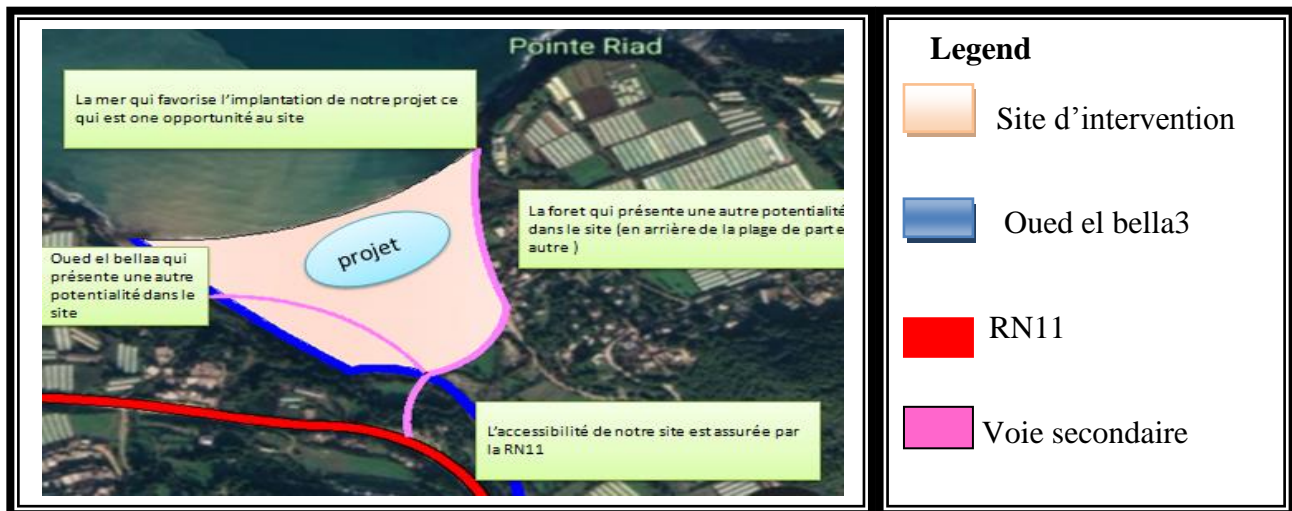 Pointe Riad
La mer qui favorise l'implantation de notre projet ce
qui est one opportunité au site
La foret qui présente une autre potentialité
dans le site (en arrière de la plage de part e
autre )
projet
Oued el bellaa qui
présente une autre
potentialité dans le
site
L'accessibilité de notre site est assurée par
la RN11
Legend
Site d'intervention
Oued el bella3
RN11
Voie secondaire